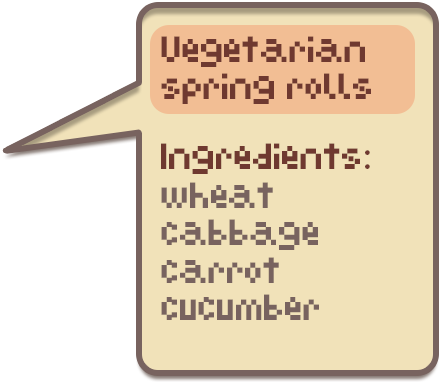 Vegetarian
spring rolls
Ingredients:
wheat
cabbage
carrot
cucumber